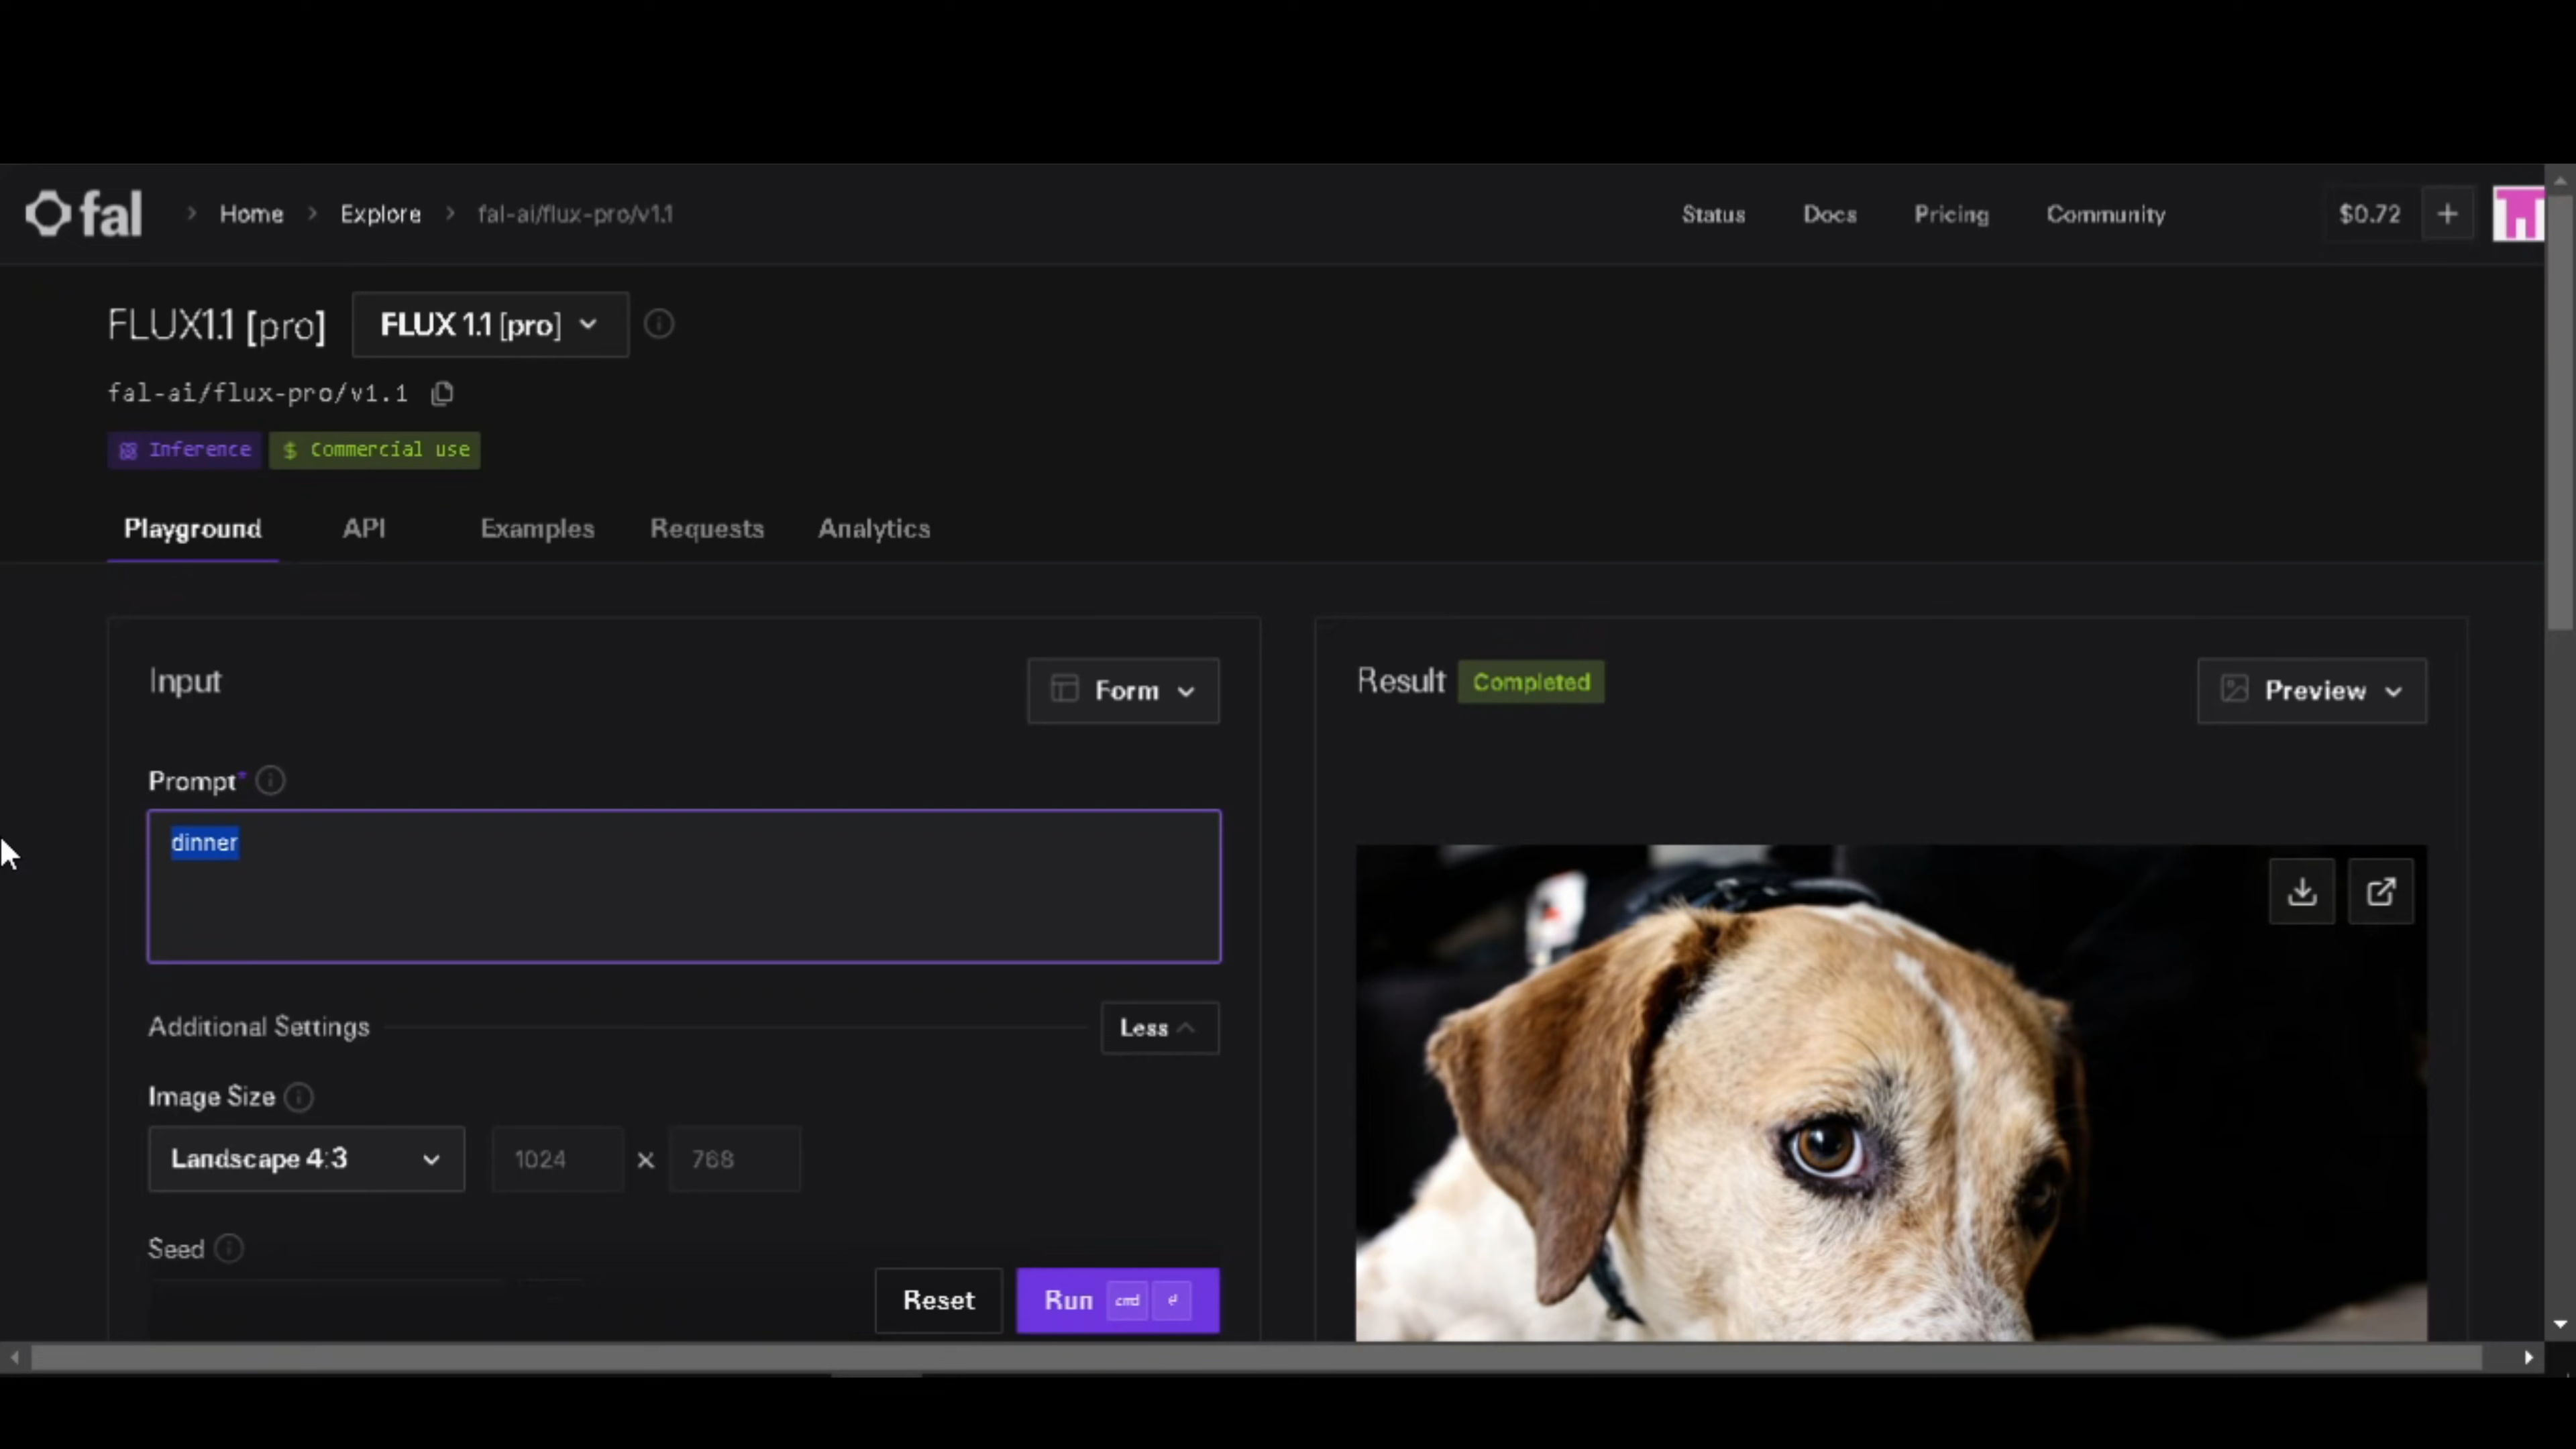 fal > Home > Explore > fal-ai/flux-pro/v1.1 Status Docs Pricing Community $0.72 +
FLUX1.1 [pro] FLUX 1.1 [pro]
fal-ai/flux-pro/v1.1
Inference $ Commercial use
Playground API Examples Requests Analytics
Input Form
Prompt*
dinner
Additional Settings Less
Image Size
Landscape 4:3 1024 × 768
Seed
Reset Run cmd ⏎
Result Completed Preview